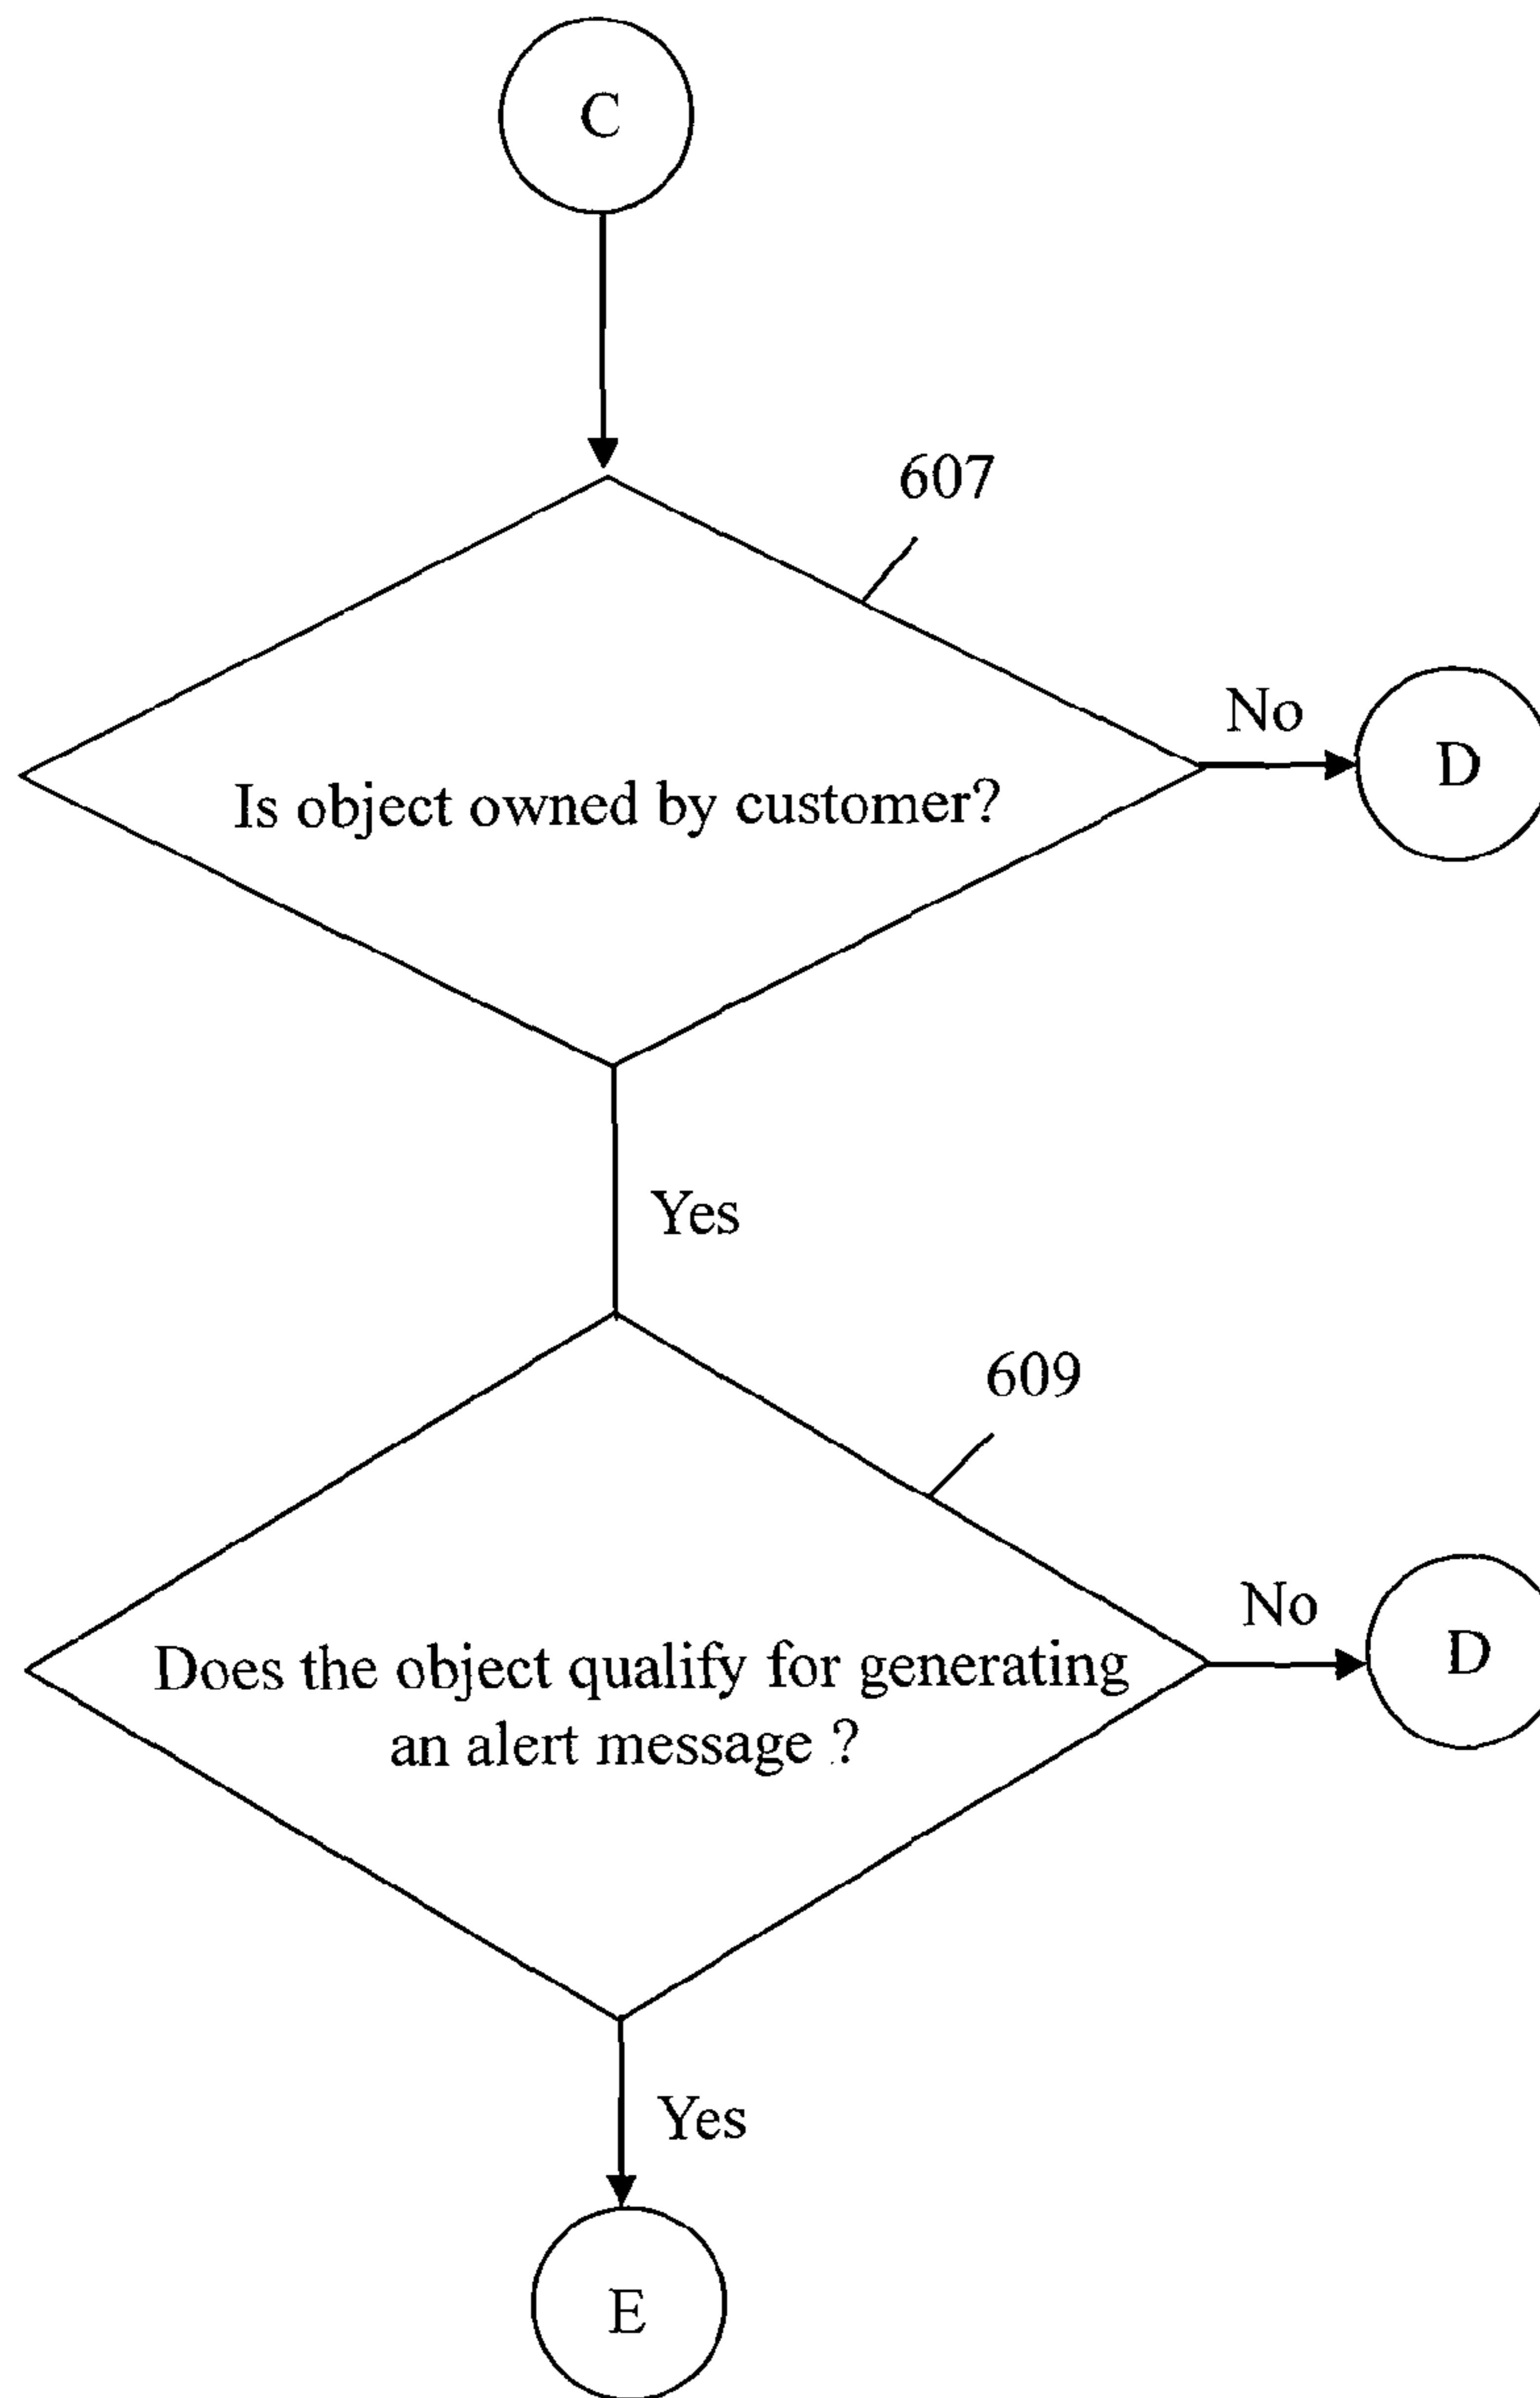 C
607
No
D
Is object owned by customer?
Yes
609
No
D
Does the object qualify for generating
an alert message ?
Yes
E